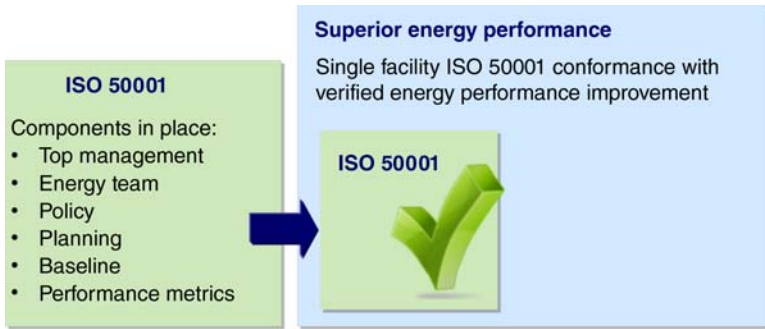 ISO 50001
Components in place:
• Top management
• Energy team
• Policy
• Planning
• Baseline
• Performance metrics
Superior energy performance
Single facility ISO 50001 conformance with
verified energy performance improvement
ISO 50001